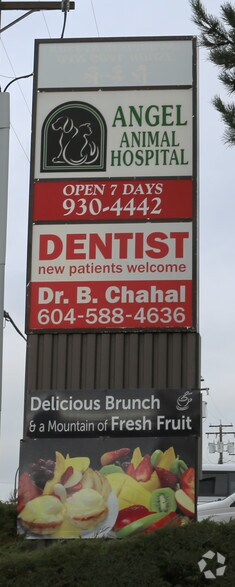 ANGEL
ANIMAL
HOSPITAL
OPEN 7 DAYS
930-4442
DENTIST
new patients welcome
Dr. B. Chahal
604-588-4636
Delicious Brunch
& a Mountain of Fresh Fruit